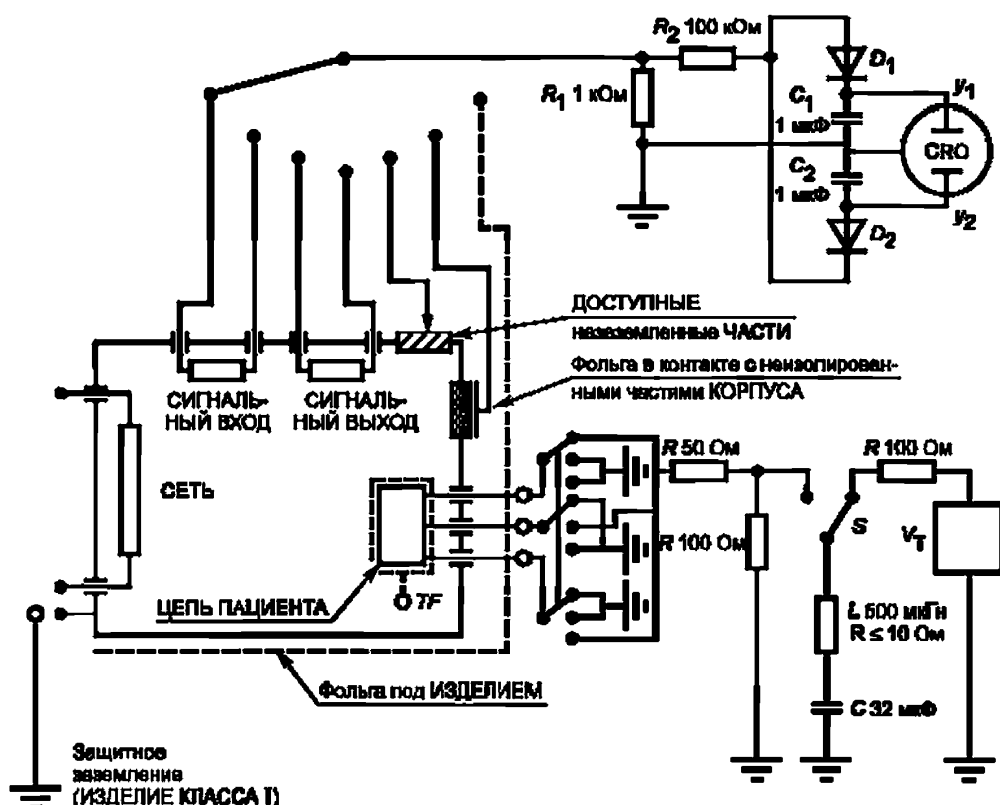 R2 100 кОм
D1
R1 1 кОм
C1
1 мкФ
y1
CRO
C2
1 мкФ
y2
D2
ДОСТУПНЫЕ
незаземленные ЧАСТИ
Фольга в контакте с неизолирован-
ными частями КОРПУСА
СИГНАЛЬ-
НЫЙ ВХОД
СИГНАЛЬ-
НЫЙ ВЫХОД
СЕТЬ
R 50 Ом
R 100 Ом
R 100 Ом
S
VT
ЦЕПЬ ПАЦИЕНТА
TF
L 500 мкГн
R ≤ 10 Ом
Фольга под ИЗДЕЛИЕМ
C 32 мкФ
Защитное
заземление
(ИЗДЕЛИЕ КЛАССА I)